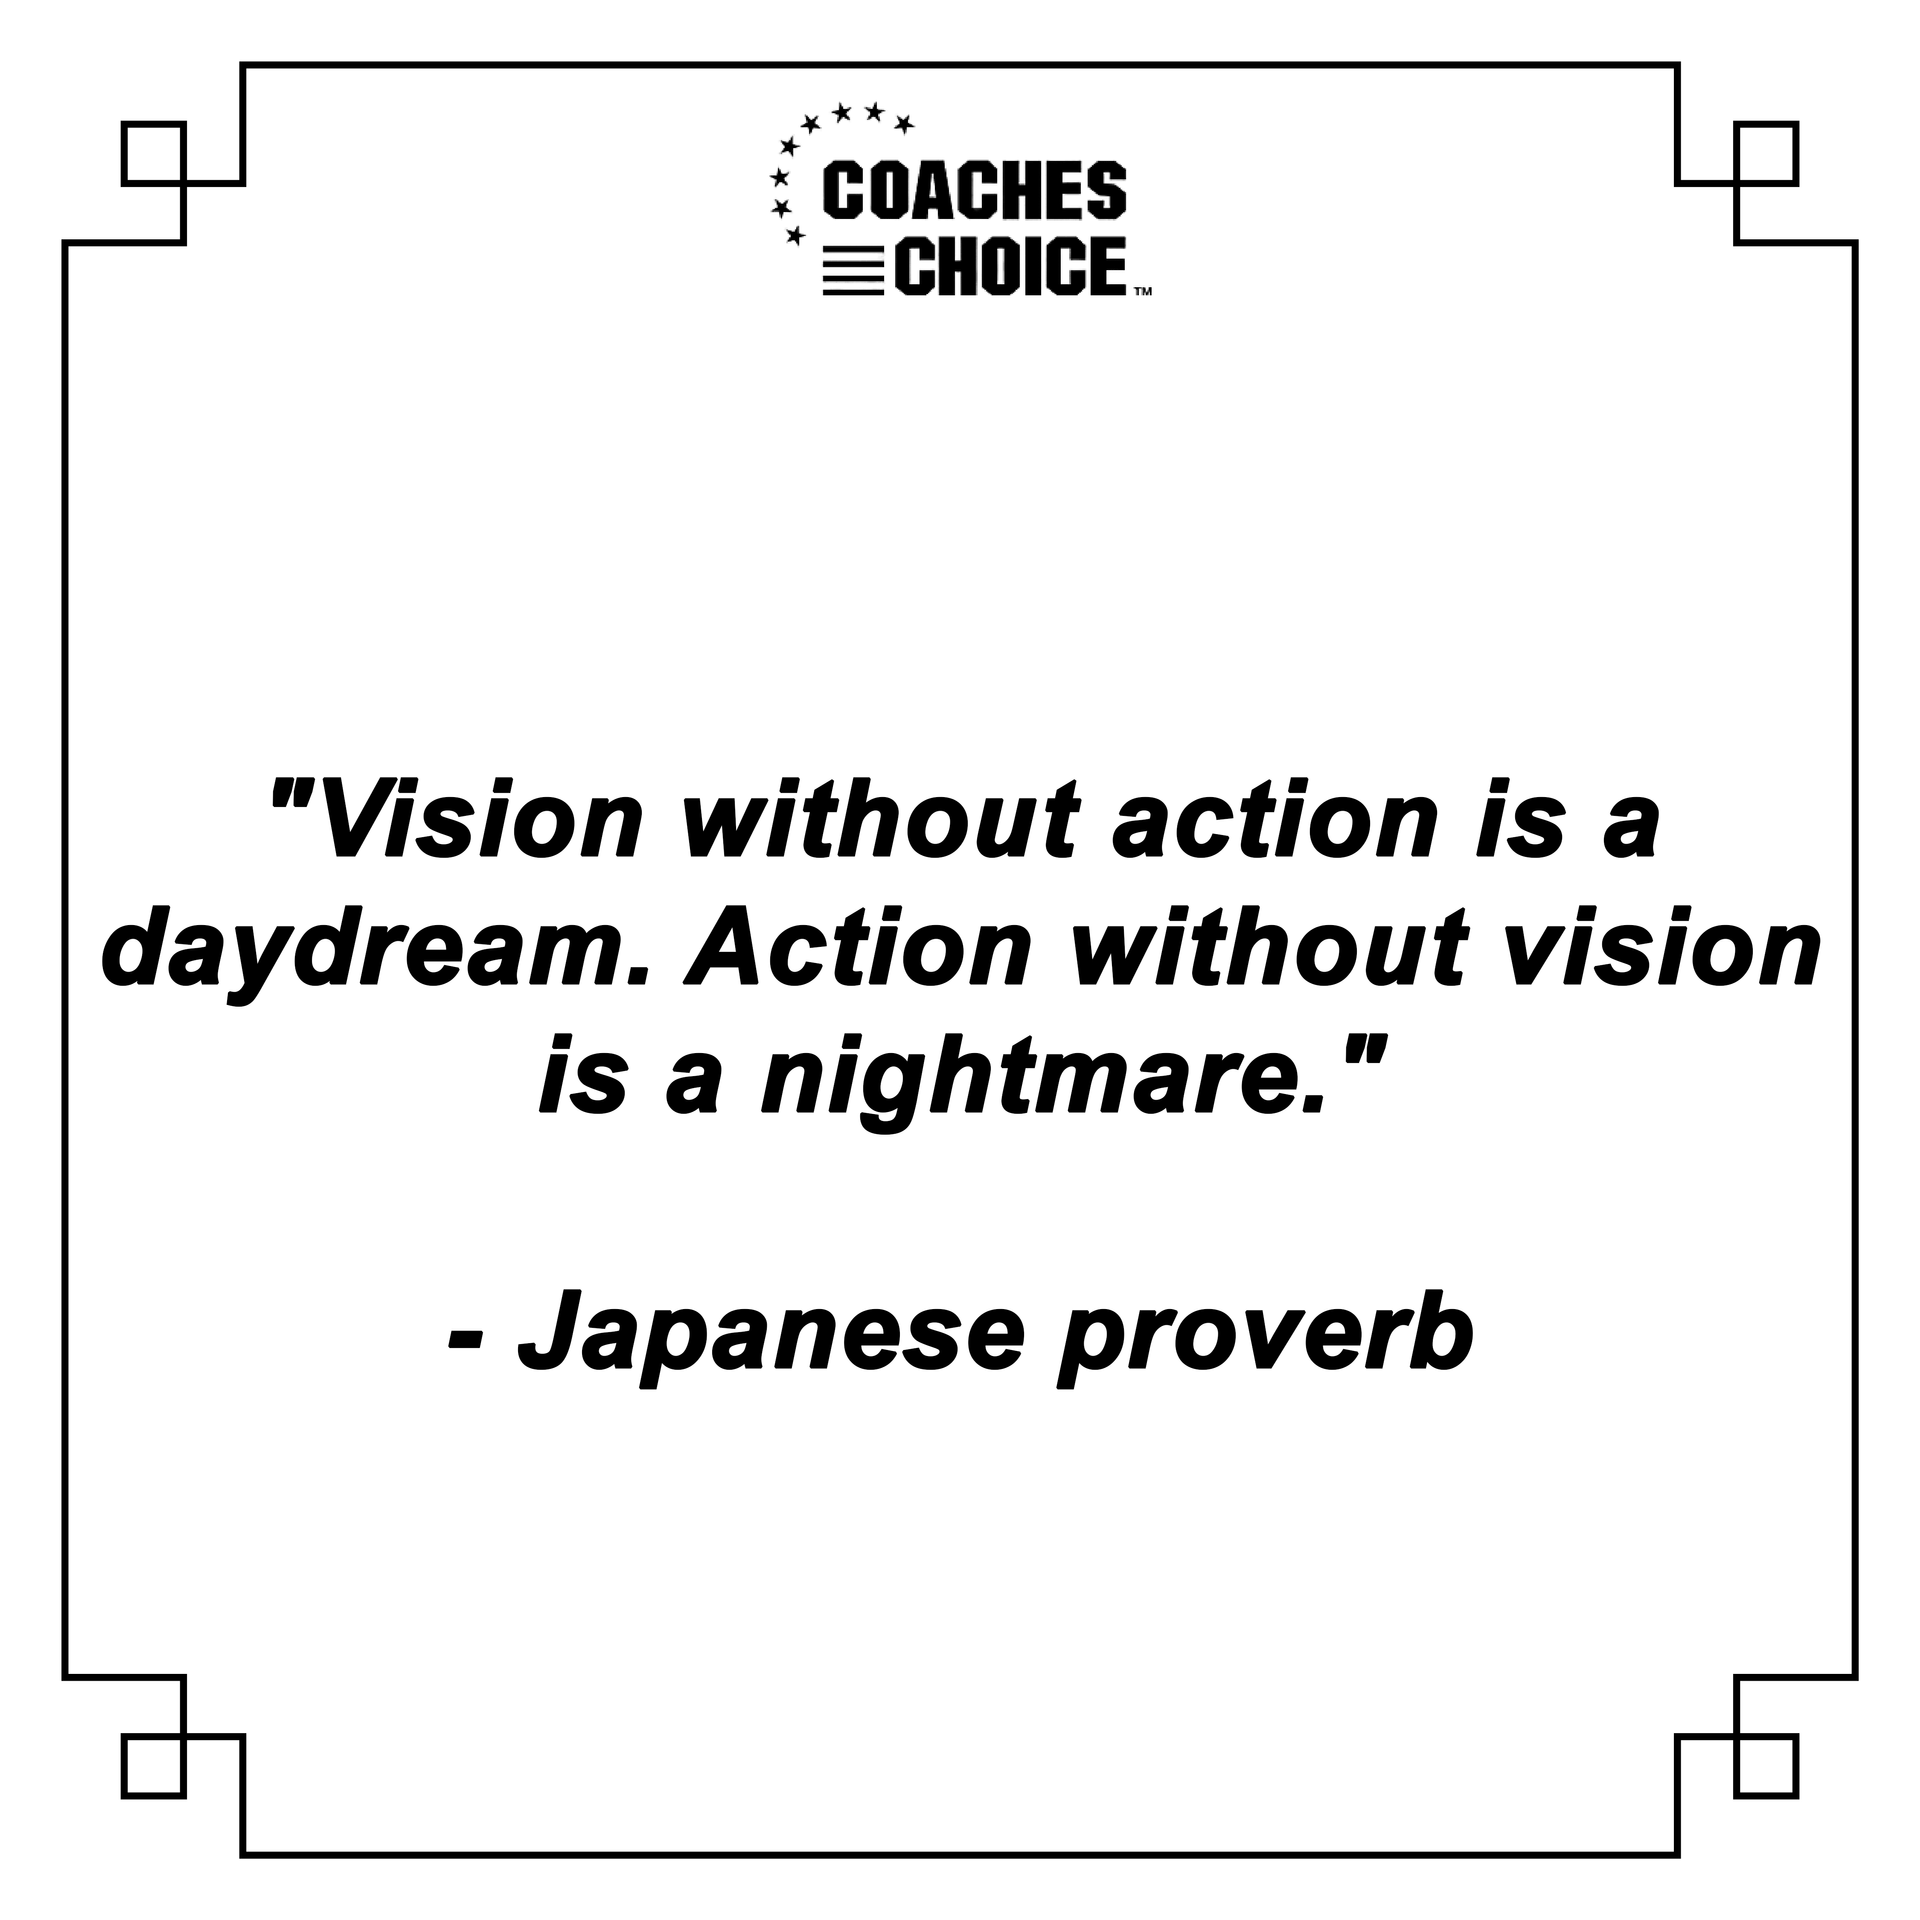 COACHES
CHOICE TM
"Vision without action is a
daydream. Action without vision
is a nightmare."
- Japanese proverb